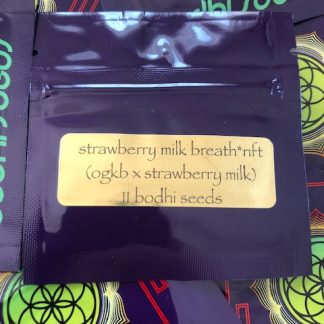 strawberry milk breath*nft
(ogkb x strawberry milk)
11 bodhi seeds